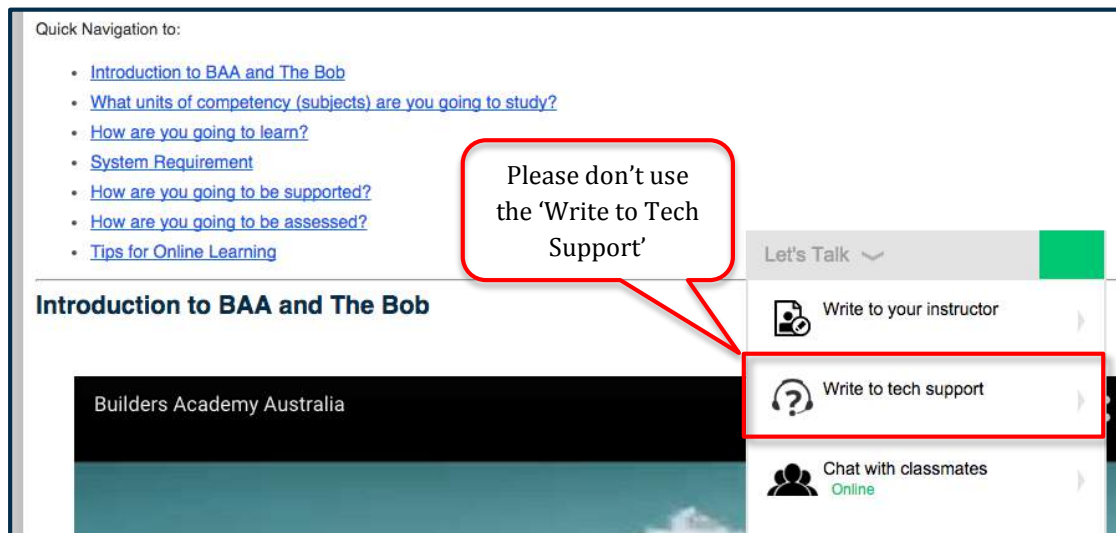 Quick Navigation to:
Introduction to BAA and The Bob
What units of competency (subjects) are you going to study?
How are you going to learn?
System Requirement
How are you going to be supported?
How are you going to be assessed?
Tips for Online Learning
Please don’t use
the ‘Write to Tech
Support’
Let's Talk
Introduction to BAA and The Bob
Write to your instructor
Builders Academy Australia
Write to tech support
Chat with classmates
Online